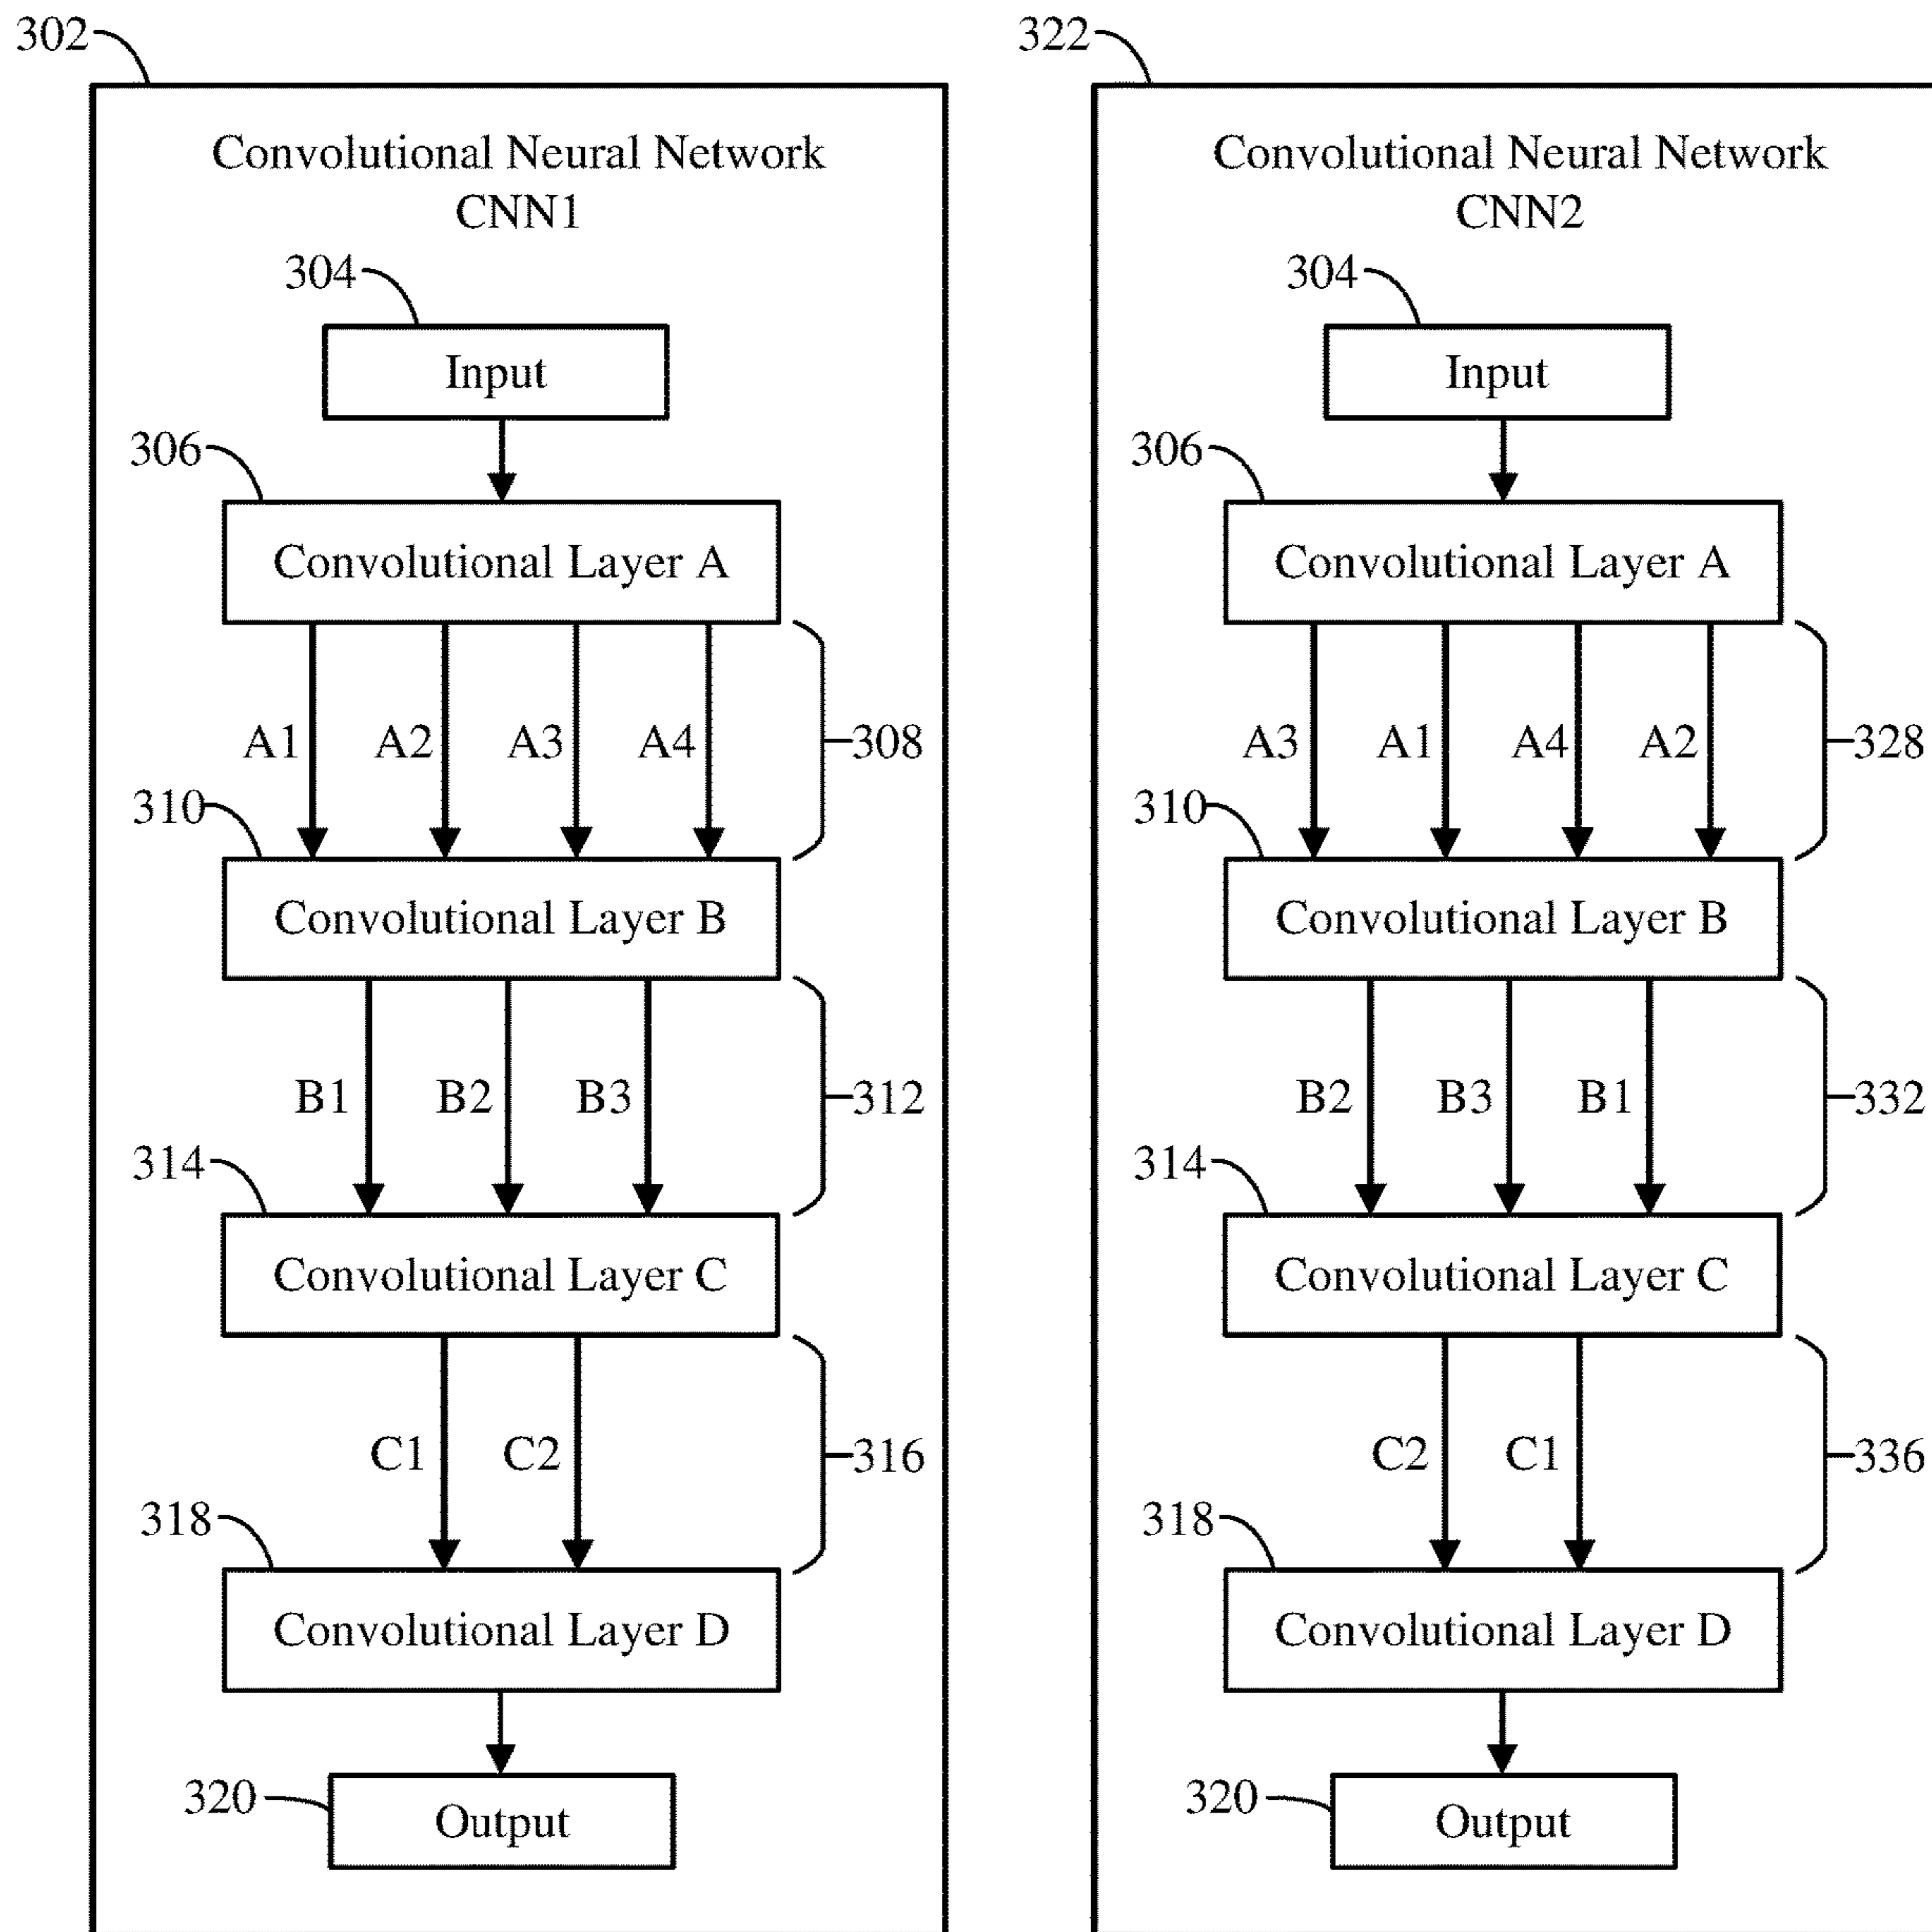 302
Convolutional Neural Network
CNN1
304
Input
306
Convolutional Layer A
A1 A2 A3 A4
308
310
Convolutional Layer B
B1 B2 B3
312
314
Convolutional Layer C
C1 C2
316
318
Convolutional Layer D
320
Output
322
Convolutional Neural Network
CNN2
304
Input
306
Convolutional Layer A
A3 A1 A4 A2
328
310
Convolutional Layer B
B2 B3 B1
332
314
Convolutional Layer C
C2 C1
336
318
Convolutional Layer D
320
Output